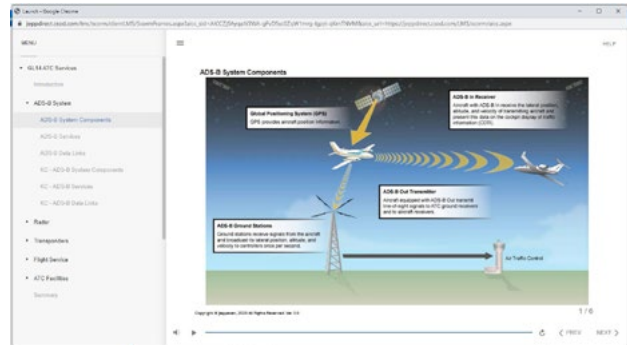 Launch - Google Chrome
MENU
HELP
GL14 ATC Services
Introduction
ADS-B System
ADS-B System Components
ADS-B Services
ADS-B Data Links
KC - ADS-B System Components
KC - ADS-B Services
KC - ADS-B Data Links
Radar
Transponders
Flight Service
ATC Facilities
Summary
ADS-B System Components
Global Positioning System (GPS)
GPS provides aircraft position information.
ADS-B In Receiver
Aircraft with ADS-B In receive the lateral position,
altitude, and velocity of transmitting aircraft and
present this data on the cockpit display of traffic
information (CDTI).
ADS-B Out Transmitter
Aircraft equipped with ADS-B Out transmit
line-of-sight signals to ATC ground receivers
and to aircraft receivers.
ADS-B Ground Stations
Ground stations receive signals from the aircraft
and broadcast its lateral position, altitude, and
velocity to controllers once per second.
Air Traffic Control
1 / 6
PREV
NEXT